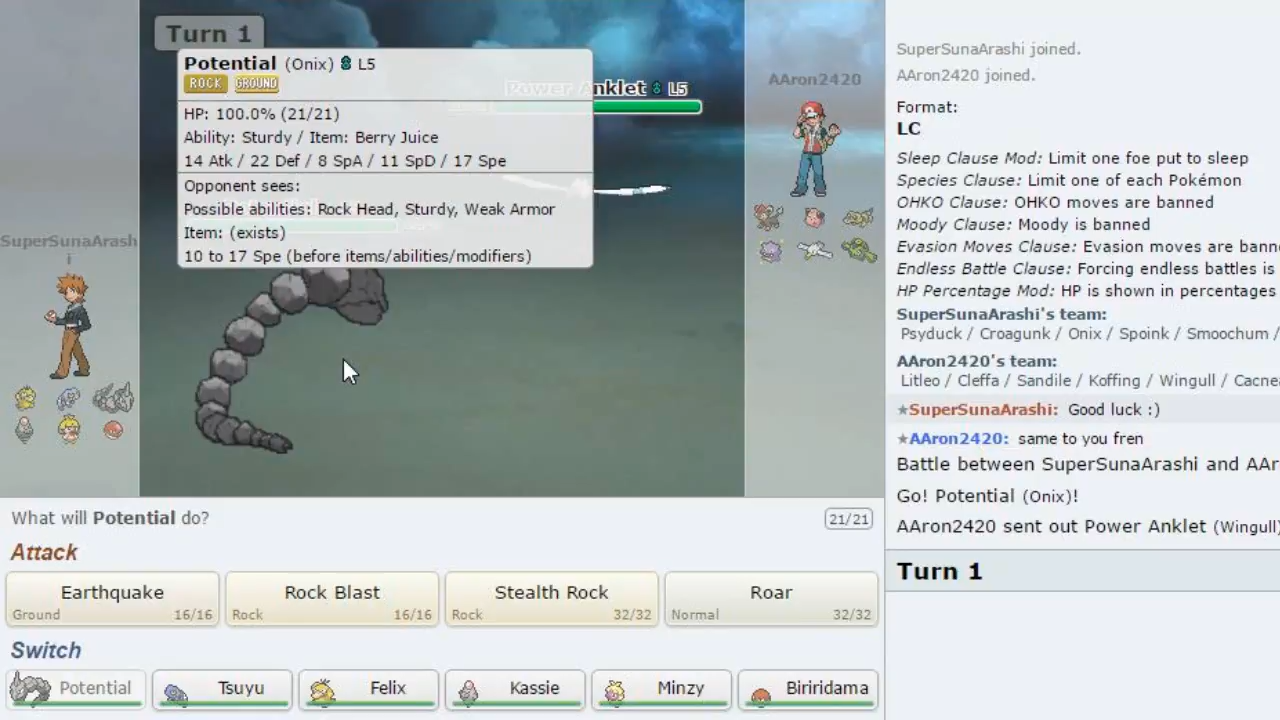 Turn 1
Potential (Onix) L5
ROCK GROUND
HP: 100.0% (21/21)
Ability: Sturdy / Item: Berry Juice
14 Atk / 22 Def / 8 SpA / 11 SpD / 17 Spe
Opponent sees:
Possible abilities: Rock Head, Sturdy, Weak Armor
Item: (exists)
10 to 17 Spe (before items/abilities/modifiers)
Power Anklet L5
AAron2420
SuperSunaArash
i
What will Potential do?
21/21
Attack
Earthquake
Ground 16/16
Rock Blast
Rock 16/16
Stealth Rock
Rock 32/32
Roar
Normal 32/32
Switch
Potential
Tsuyu
Felix
Kassie
Minzy
Biriridama
SuperSunaArashi joined.
AAron2420 joined.
Format:
LC
Sleep Clause Mod: Limit one foe put to sleep
Species Clause: Limit one of each Pokémon
OHKO Clause: OHKO moves are banned
Moody Clause: Moody is banned
Evasion Moves Clause: Evasion moves are bann
Endless Battle Clause: Forcing endless battles is
HP Percentage Mod: HP is shown in percentages
SuperSunaArashi's team:
Psyduck / Croagunk / Onix / Spoink / Smoochum /
AAron2420's team:
Litleo / Cleffa / Sandile / Koffing / Wingull / Cacne
★SuperSunaArashi: Good luck :)
★AAron2420: same to you fren
Battle between SuperSunaArashi and AAr
Go! Potential (Onix)!
AAron2420 sent out Power Anklet (Wingull)
Turn 1